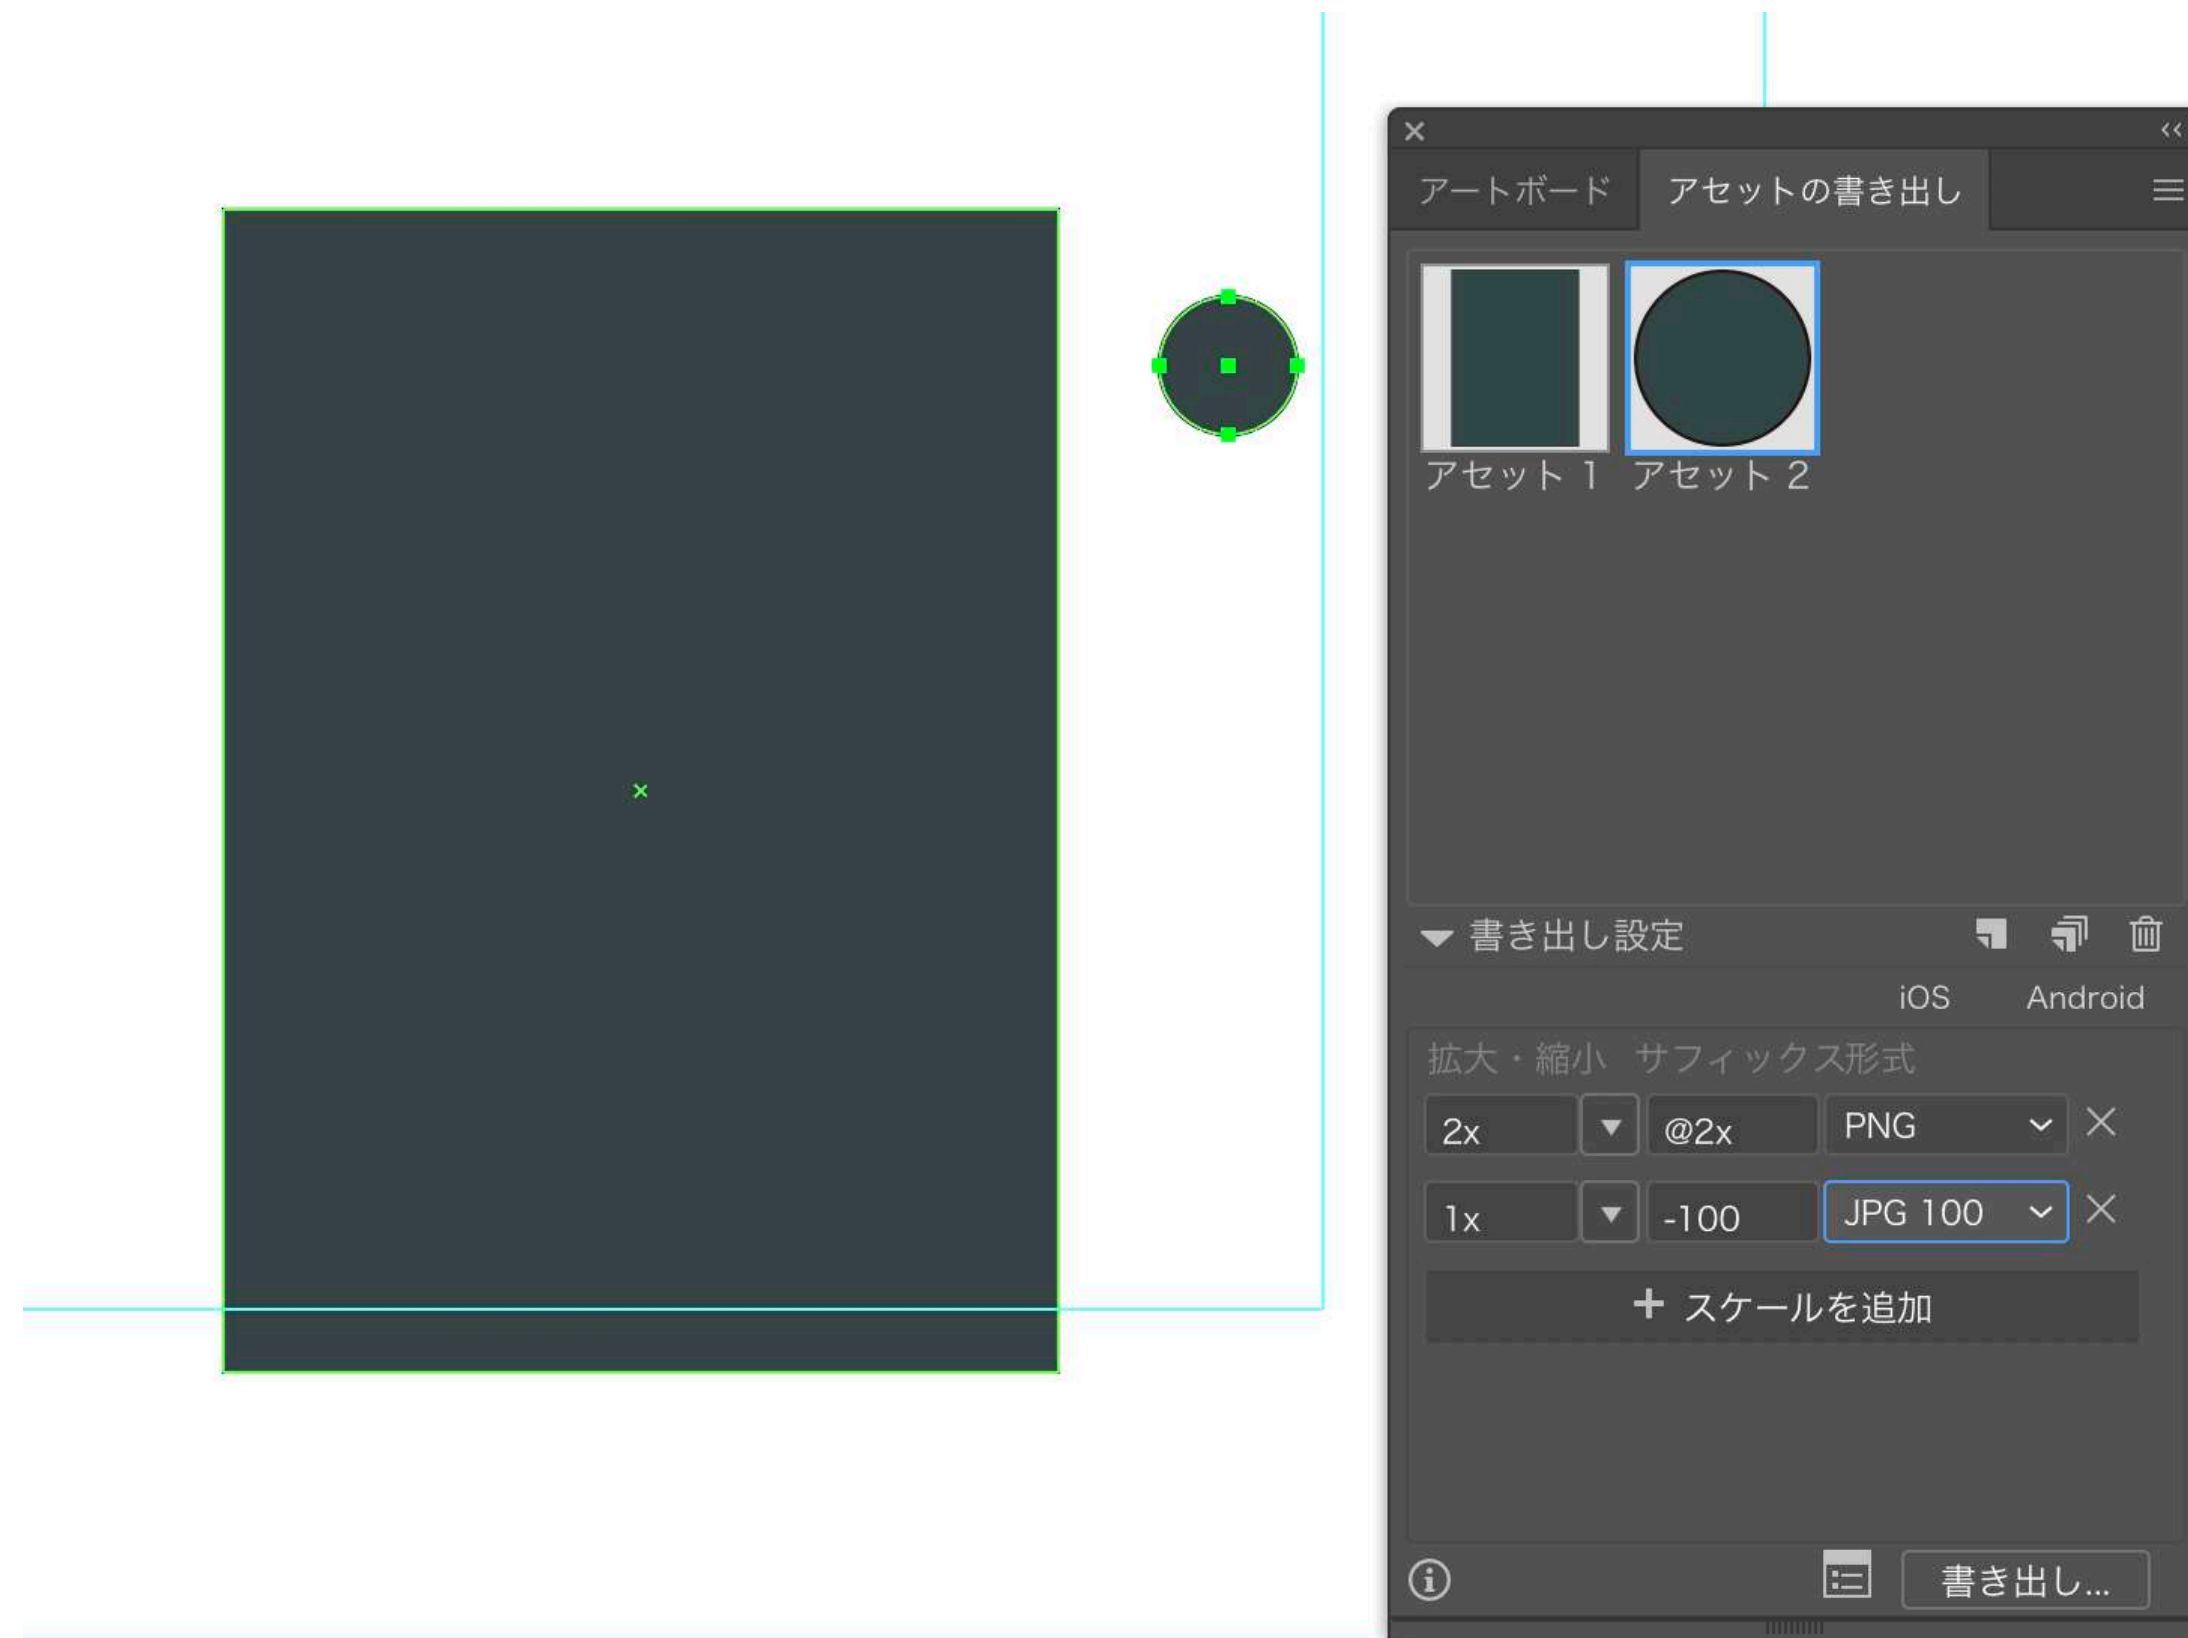 アートボード アセットの書き出し
アセット 1 アセット 2
書き出し設定
iOS Android
拡大・縮小 サフィックス形式
2x @2x PNG
1x -100 JPG 100
+ スケールを追加
書き出し...